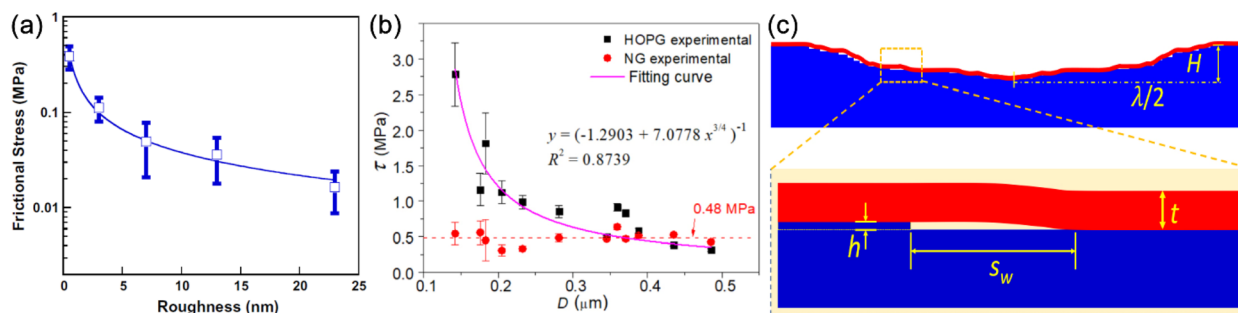 (a)
Frictional Stress (MPa)
1
0.1
0.01
0 5 10 15 20 25
Roughness (nm)
(b)
τ (MPa)
3.0
2.5
2.0
1.5
1.0
0.5
0.0
HOPG experimental
NG experimental
Fitting curve
y = (-1.2903 + 7.0778 x^3/4)^-1
R^2 = 0.8739
0.48 MPa
0.1 0.2 0.3 0.4 0.5
D (μm)
(c)
H
λ/2
t
h
s_w